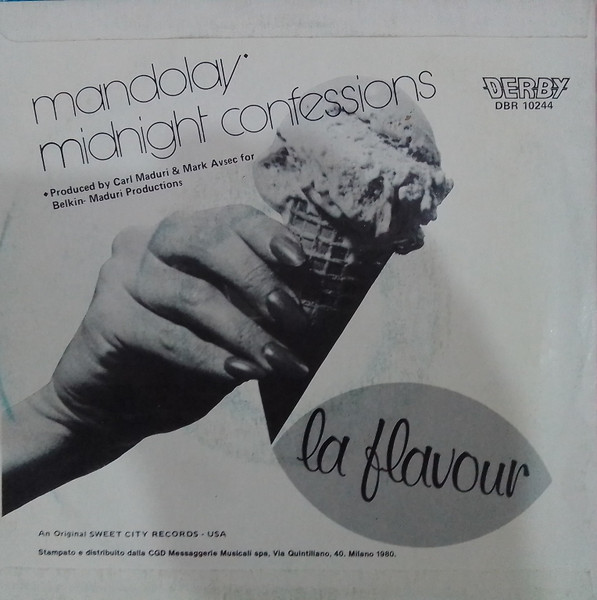 mandolay*
midnight confessions
DERBY
DBR 10244
*Produced by Carl Maduri & Mark Avsec for
Belkin- Maduri Productions
la flavour
An Original SWEET CITY RECORDS - USA
Stampato e distribuito dalla CGD Messaggerie Musicali spa, Via Quintiliano, 40, Milano 1980.